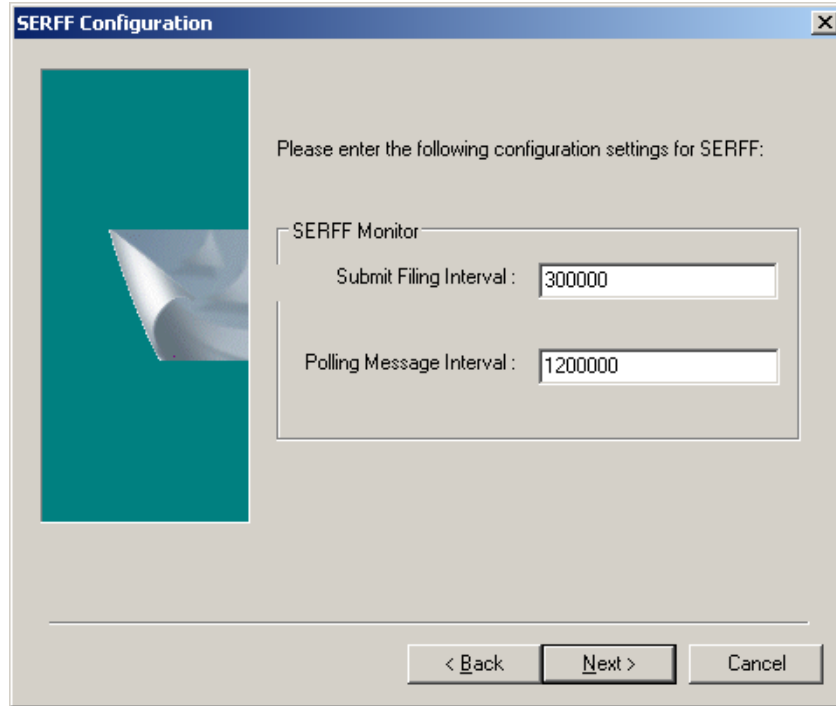 SERFF Configuration
Please enter the following configuration settings for SERFF:
SERFF Monitor
Submit Filing Interval : 300000
Polling Message Interval : 1200000
< Back Next > Cancel